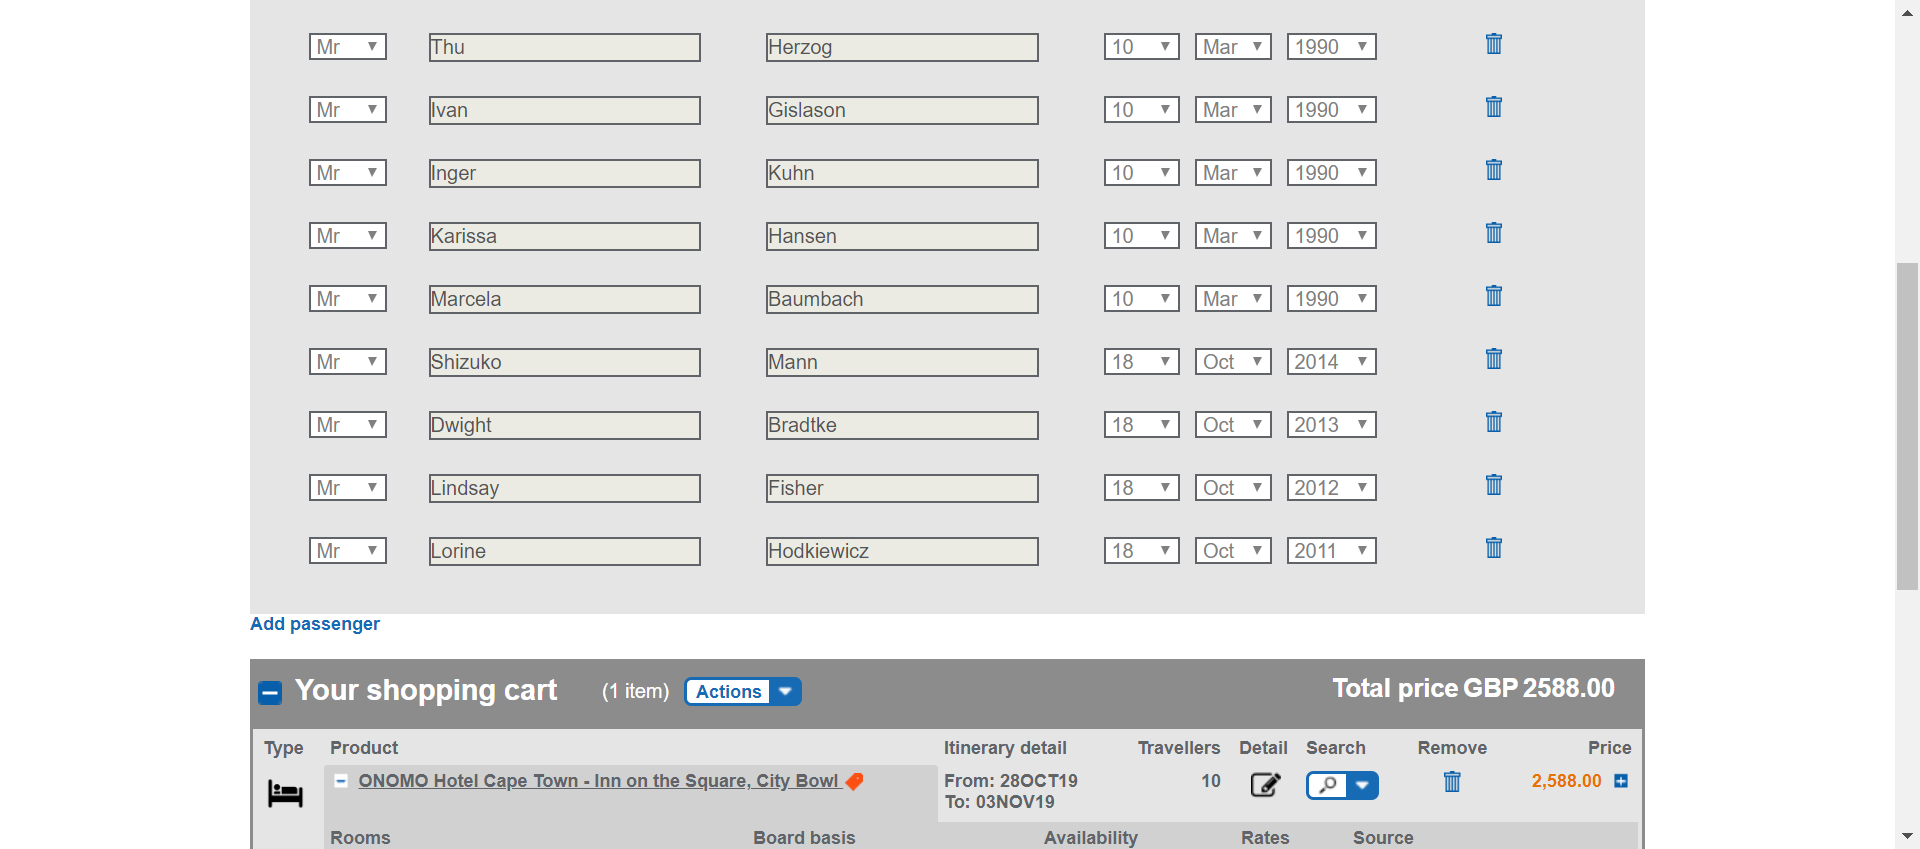 Mr Thu Herzog 10 Mar 1990
Mr Ivan Gislason 10 Mar 1990
Mr Inger Kuhn 10 Mar 1990
Mr Karissa Hansen 10 Mar 1990
Mr Marcela Baumbach 10 Mar 1990
Mr Shizuko Mann 18 Oct 2014
Mr Dwight Bradtke 18 Oct 2013
Mr Lindsay Fisher 18 Oct 2012
Mr Lorine Hodkiewicz 18 Oct 2011
Add passenger
Your shopping cart (1 item) Actions Total price GBP 2588.00
Type Product Itinerary detail Travellers Detail Search Remove Price
ONOMO Hotel Cape Town - Inn on the Square, City Bowl From: 28OCT19 10 2,588.00
To: 03NOV19
Rooms Board basis Availability Rates Source